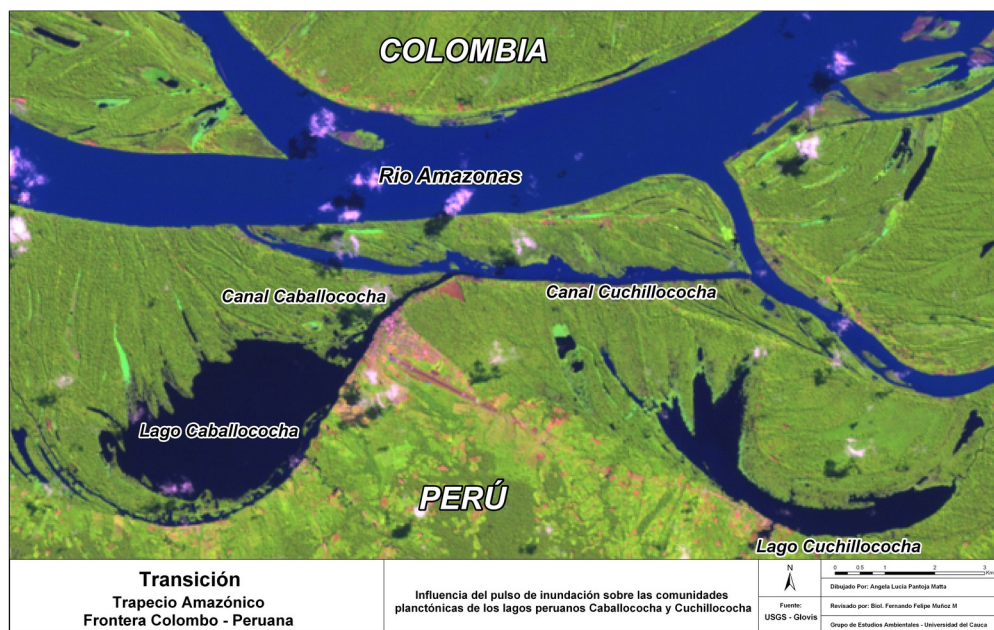 COLOMBIA
Rio Amazonas
Canal Caballococha
Canal Cuchillococha
Lago Caballococha
PERÚ
Lago Cuchillococha
Transición
Trapecio Amazónico
Frontera Colombo - Peruana
Influencia del pulso de inundación sobre las comunidades
planctónicas de los lagos peruanos Caballococha y Cuchillococha
N
Fuente:
USGS - Glovis
0 0.5 1 2 3
Km
Dibujado Por: Angela Lucia Pantoja Matta
Revisado por: Biol. Fernando Felipe Muñoz M
Grupo de Estudios Ambientales - Universidad del Cauca